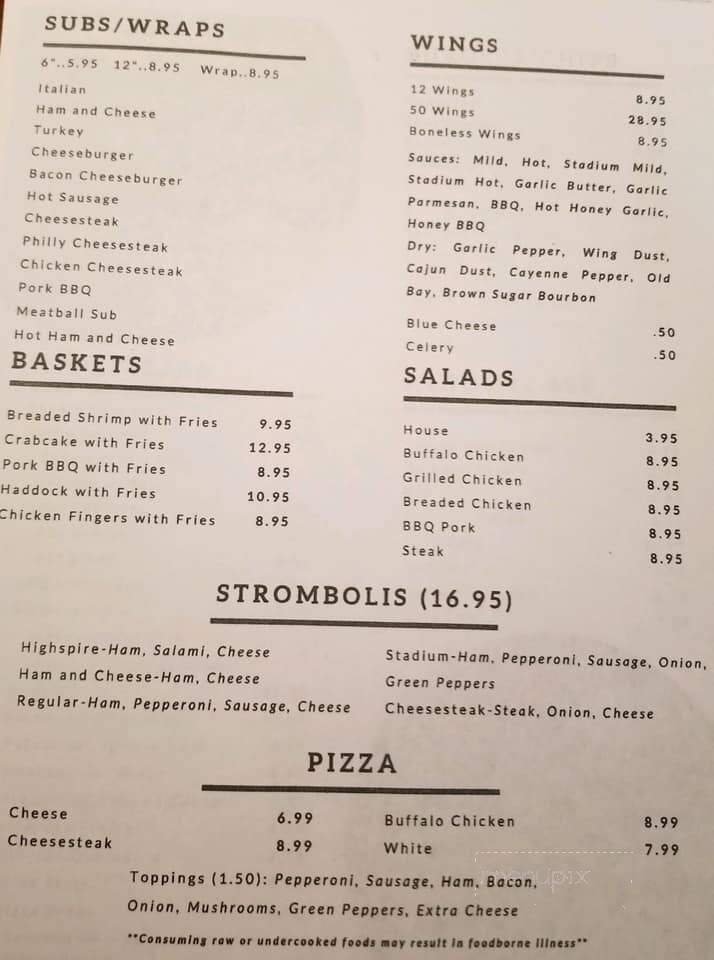 SUBS/WRAPS
6"..5.95 12"..8.95 Wrap..8.95
Italian
Ham and Cheese
Turkey
Cheeseburger
Bacon Cheeseburger
Hot Sausage
Cheesesteak
Philly Cheesesteak
Chicken Cheesesteak
Pork BBQ
Meatball Sub
Hot Ham and Cheese
BASKETS
Breaded Shrimp with Fries 9.95
Crabcake with Fries 12.95
Pork BBQ with Fries 8.95
Haddock with Fries 10.95
Chicken Fingers with Fries 8.95
WINGS
12 Wings 8.95
50 Wings 28.95
Boneless Wings 8.95
Sauces: Mild, Hot, Stadium Mild,
Stadium Hot, Garlic Butter, Garlic
Parmesan, BBQ, Hot Honey Garlic,
Honey BBQ
Dry: Garlic Pepper, Wing Dust,
Cajun Dust, Cayenne Pepper, Old
Bay, Brown Sugar Bourbon
Blue Cheese .50
Celery .50
SALADS
House 3.95
Buffalo Chicken 8.95
Grilled Chicken 8.95
Breaded Chicken 8.95
BBQ Pork 8.95
Steak 8.95
STROMBOLIS (16.95)
Highspire-Ham, Salami, Cheese
Ham and Cheese-Ham, Cheese
Regular-Ham, Pepperoni, Sausage, Cheese
Stadium-Ham, Pepperoni, Sausage, Onion,
Green Peppers
Cheesesteak-Steak, Onion, Cheese
PIZZA
Cheese 6.99
Cheesesteak 8.99
Buffalo Chicken 8.99
White 7.99
Toppings (1.50): Pepperoni, Sausage, Ham, Bacon,
Onion, Mushrooms, Green Peppers, Extra Cheese
**Consuming raw or undercooked foods may result in foodborne illness**
menupix